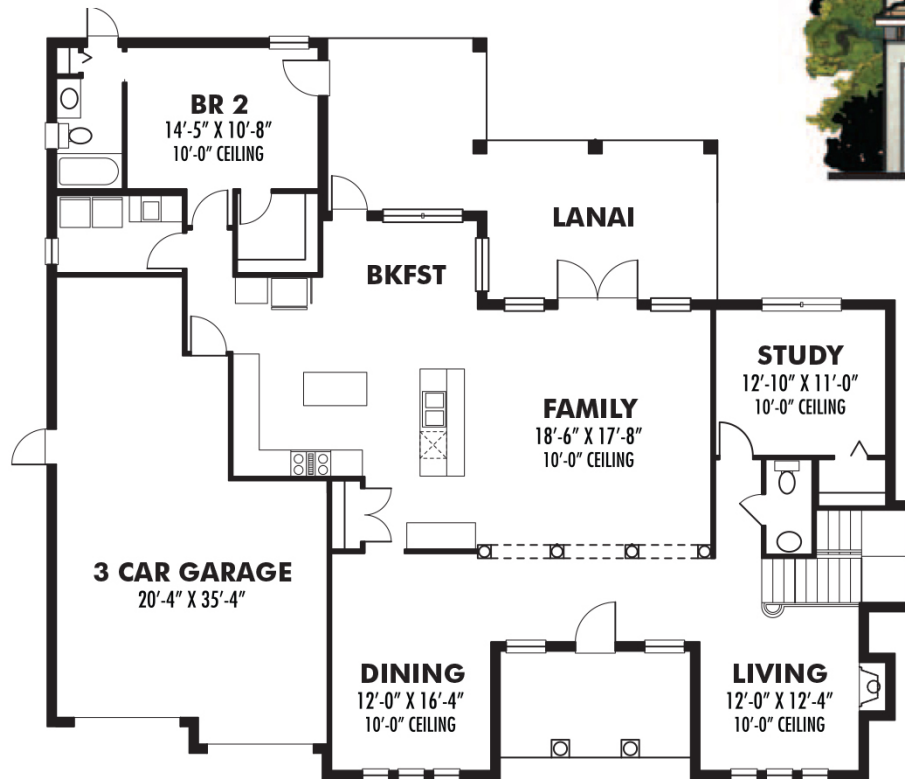 BR 2
14'-5" X 10'-8"
10'-0" CEILING
LANAI
BKFST
STUDY
12'-10" X 11'-0"
10'-0" CEILING
FAMILY
18'-6" X 17'-8"
10'-0" CEILING
3 CAR GARAGE
20'-4" X 35'-4"
DINING
12'-0" X 16'-4"
10'-0" CEILING
LIVING
12'-0" X 12'-4"
10'-0" CEILING